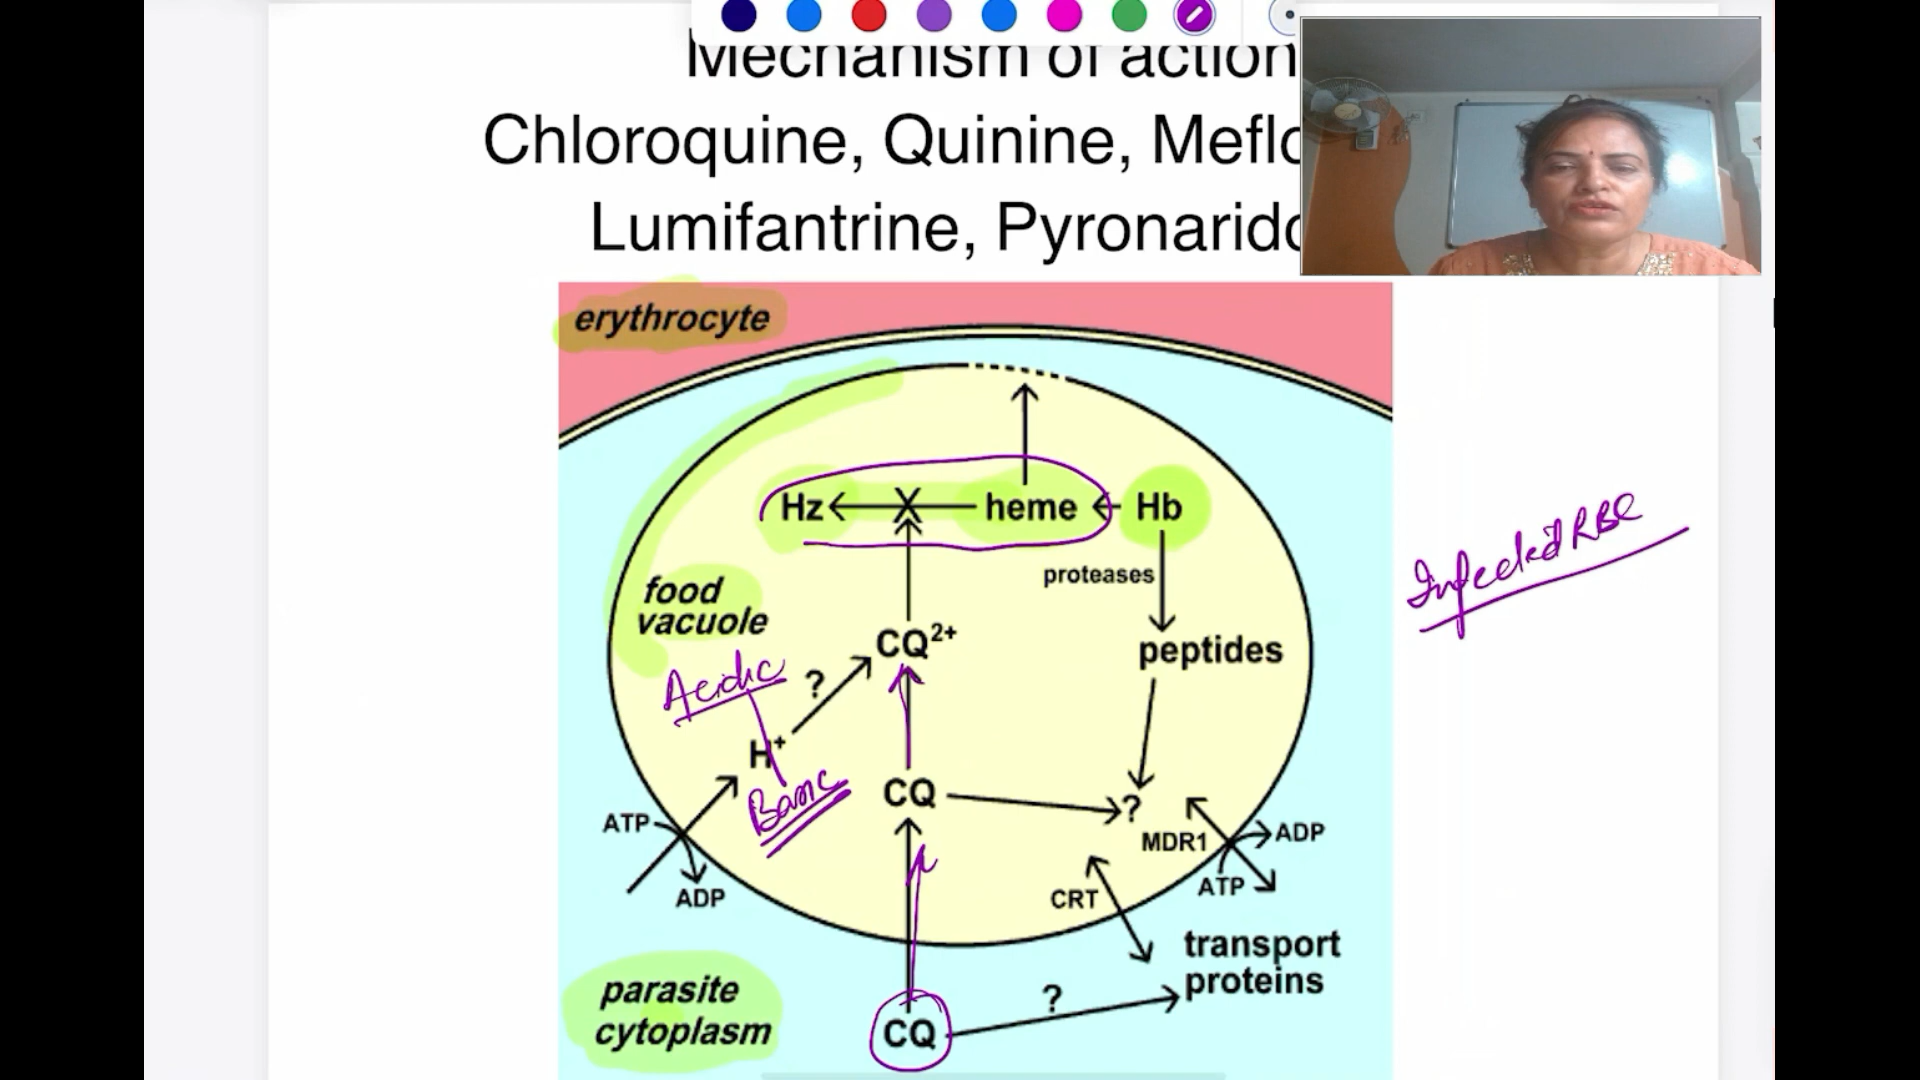 Mechanism of action
Chloroquine, Quinine, Meflo
Lumifantrine, Pyronarido
erythrocyte
Hz
X
heme
Hb
proteases
food
vacuole
CQ2+
peptides
Acidic
?
H+
Basic
CQ
?
ATP
ADP
MDR1
ADP
ATP
CRT
transport
proteins
parasite
cytoplasm
CQ
?
Infected RBC